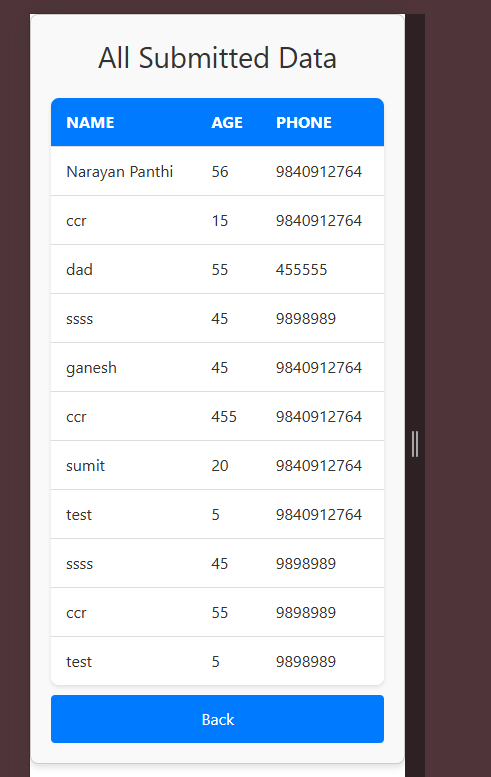 All Submitted Data
NAME AGE PHONE
Narayan Panthi 56 9840912764
ccr 15 9840912764
dad 55 455555
ssss 45 9898989
ganesh 45 9840912764
ccr 455 9840912764
sumit 20 9840912764
test 5 9840912764
ssss 45 9898989
ccr 55 9898989
test 5 9898989
Back